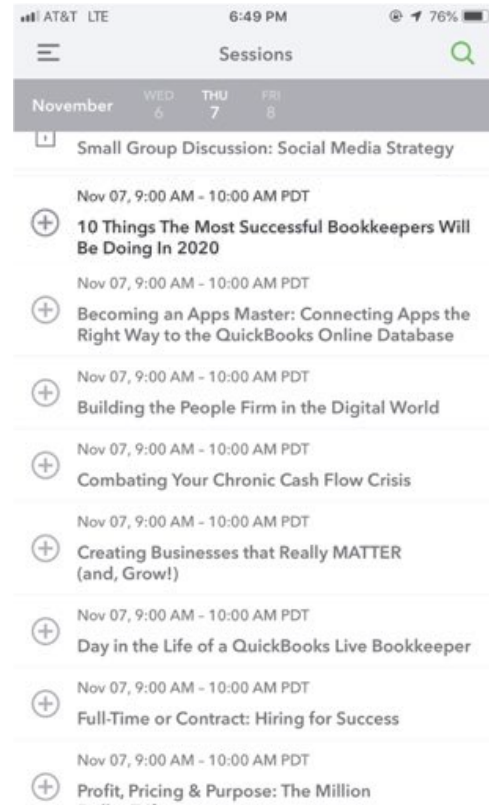 AT&T LTE 6:49 PM 76%
Sessions
November WED 6 THU 7 FRI 8
Small Group Discussion: Social Media Strategy
Nov 07, 9:00 AM – 10:00 AM PDT
10 Things The Most Successful Bookkeepers Will
Be Doing In 2020
Nov 07, 9:00 AM – 10:00 AM PDT
Becoming an Apps Master: Connecting Apps the
Right Way to the QuickBooks Online Database
Nov 07, 9:00 AM – 10:00 AM PDT
Building the People Firm in the Digital World
Nov 07, 9:00 AM – 10:00 AM PDT
Combating Your Chronic Cash Flow Crisis
Nov 07, 9:00 AM – 10:00 AM PDT
Creating Businesses that Really MATTER
(and, Grow!)
Nov 07, 9:00 AM – 10:00 AM PDT
Day in the Life of a QuickBooks Live Bookkeeper
Nov 07, 9:00 AM – 10:00 AM PDT
Full-Time or Contract: Hiring for Success
Nov 07, 9:00 AM – 10:00 AM PDT
Profit, Pricing & Purpose: The Million